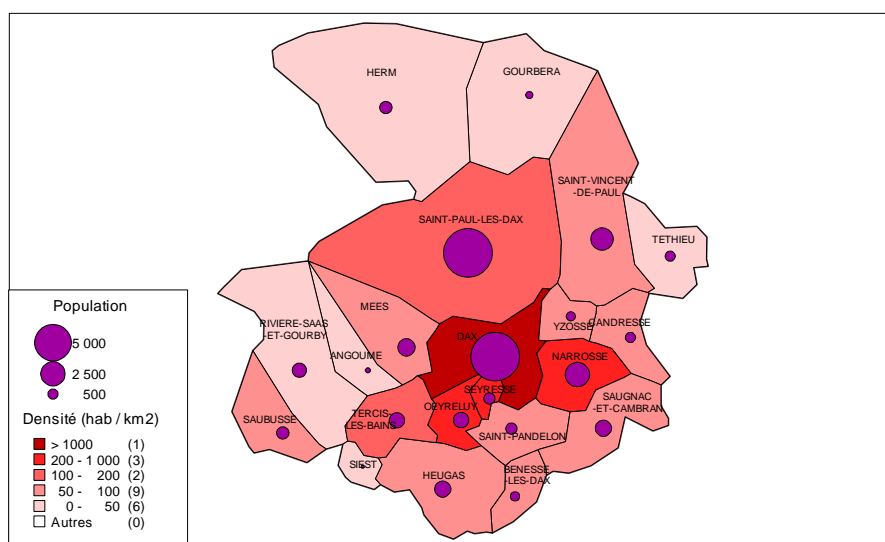 HERM
GOURBERA
SAINT-VINCENT
-DE-PAUL
SAINT-PAUL-LES-DAX
TETHIEU
MEES
RIVIERE-SAAS
-ET-GOURBY
ANGOUME
DAX
YZOSSE
CANDRESSE
NARROSSE
SEYRESSE
SAUGNAC
-ET-CAMBRAN
SAUBUSSE
TERCIS-
LES-BAINS
OEYRELUY
SAINT-PANDELON
SIEST
HEUGAS
BENESSE
-LES-DAX
Population
5 000
2 500
500
Densité (hab / km2)
> 1000 (1)
200 - 1 000 (3)
100 - 200 (2)
50 - 100 (9)
0 - 50 (6)
Autres (0)